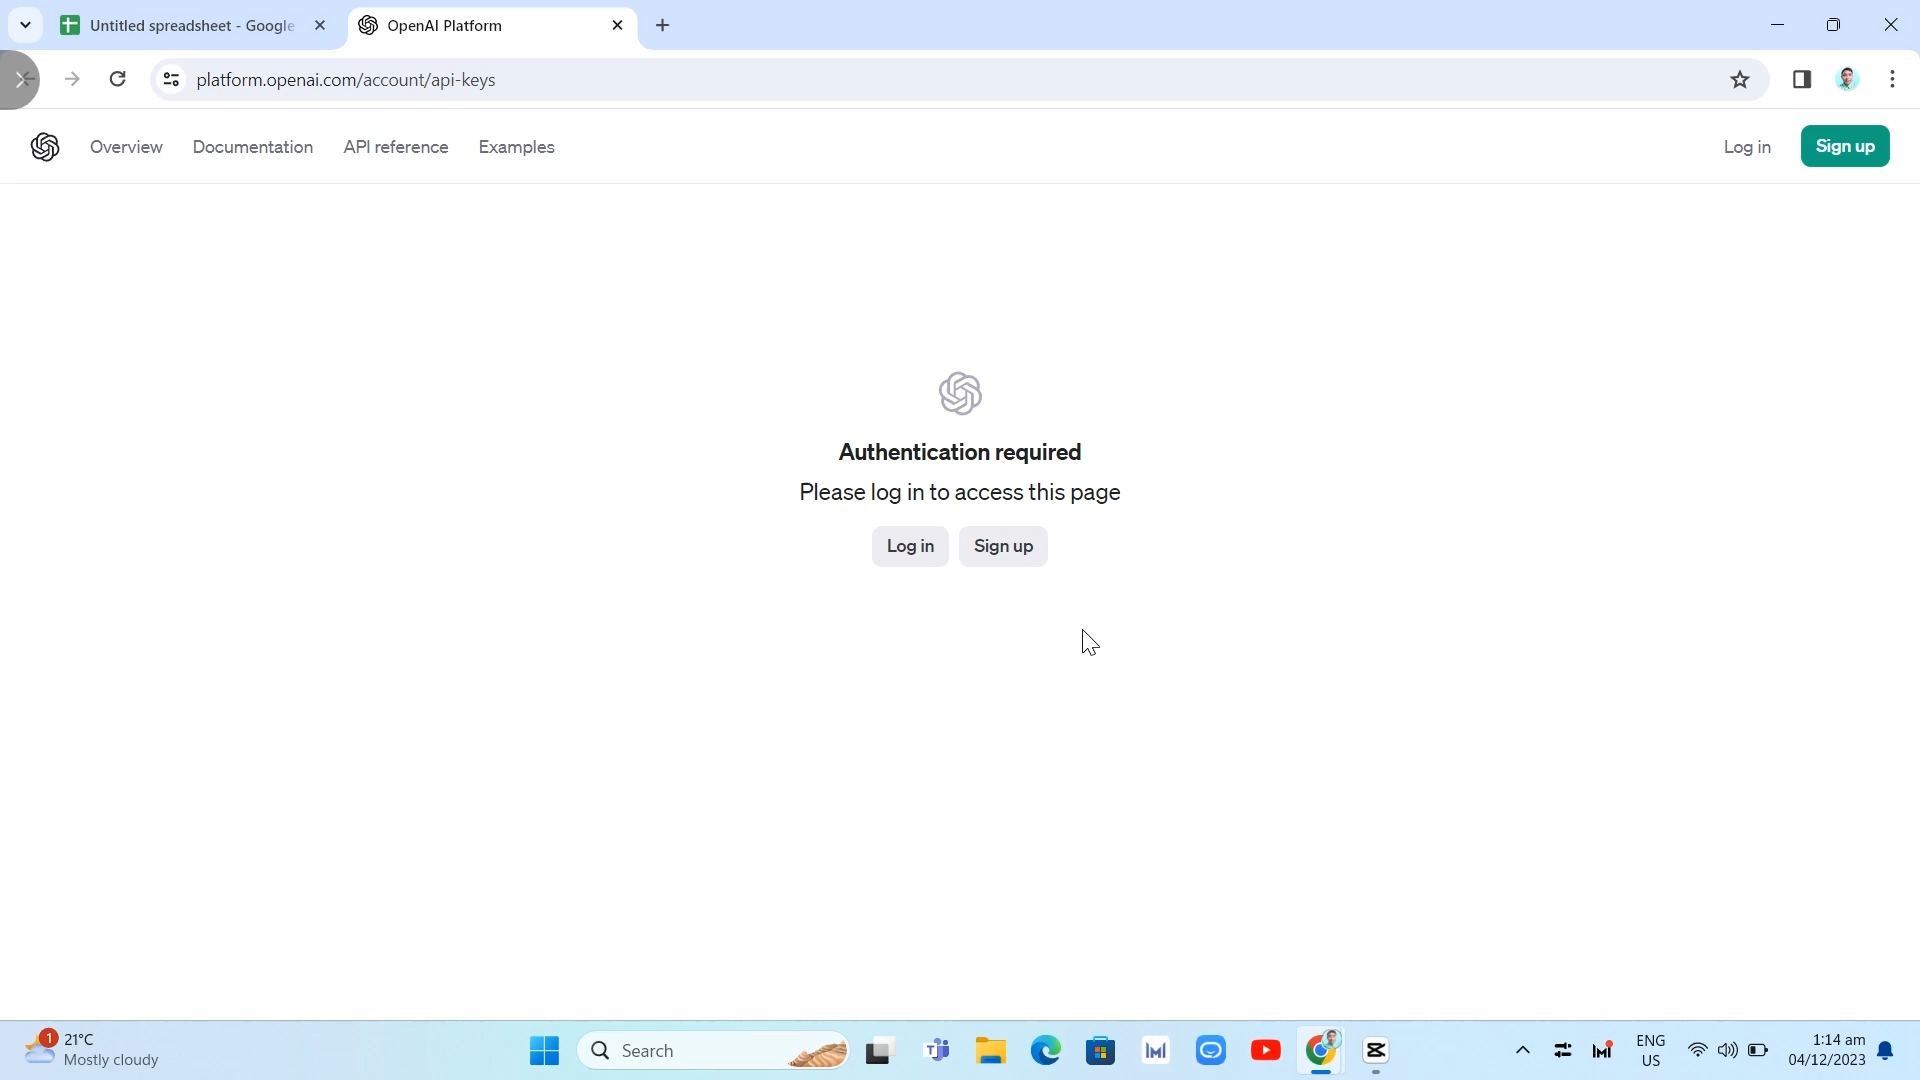 Untitled spreadsheet - Google
OpenAI Platform
platform.openai.com/account/api-keys
Overview
Documentation
API reference
Examples
Log in
Sign up
Authentication required
Please log in to access this page
Log in
Sign up
1
21°C
Mostly cloudy
Search
ENG
US
1:14 am
04/12/2023